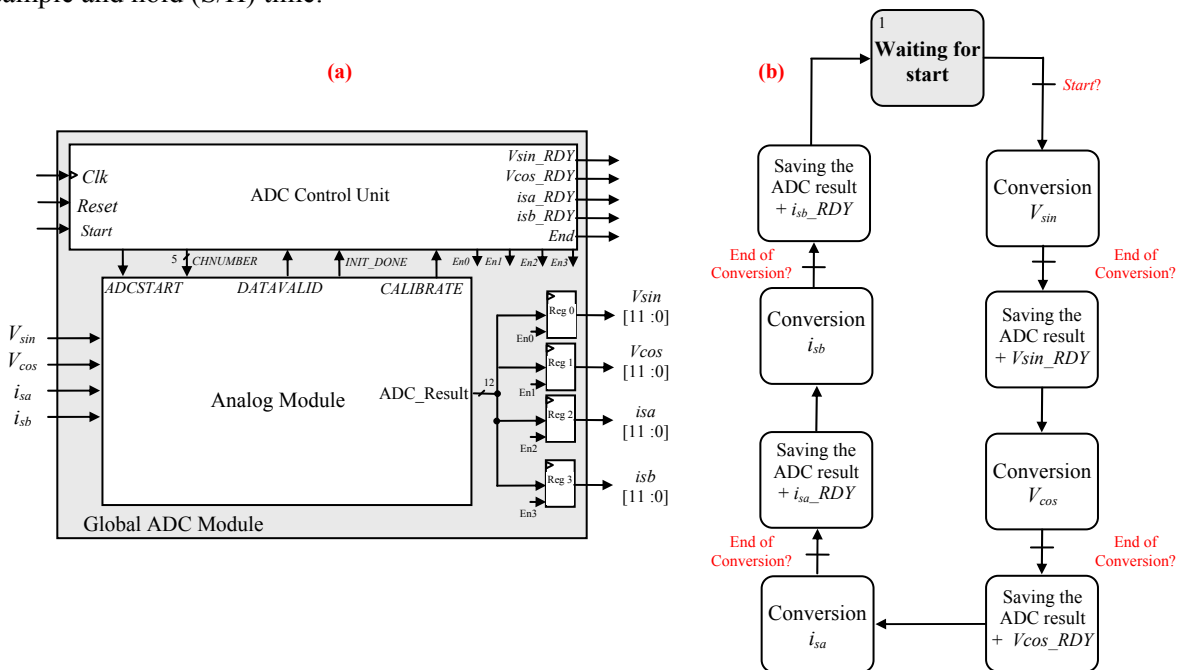 ample and hold (S/H) time.
(a)
Clk
Reset
Start
ADC Control Unit
Vsin_RDY
Vcos_RDY
isa_RDY
isb_RDY
End
5
CHNUMBER
INIT_DONE
En0
En1
En2
En3
ADCSTART
DATAVALID
CALIBRATE
Vsin
Vcos
isa
isb
Analog Module
ADC_Result
12
Reg 0
En0
Reg 1
En1
Reg 2
En2
Reg 3
En3
Vsin
[11 :0]
Vcos
[11 :0]
isa
[11 :0]
isb
[11 :0]
Global ADC Module
(b)
1
Waiting for
start
Start?
Conversion
Vsin
End of
Conversion?
Saving the
ADC result
+ Vsin_RDY
Conversion
Vcos
End of
Conversion?
Saving the
ADC result
+ Vcos_RDY
Conversion
isa
End of
Conversion?
Saving the
ADC result
+ isa_RDY
Conversion
isb
End of
Conversion?
Saving the
ADC result
+ isb_RDY